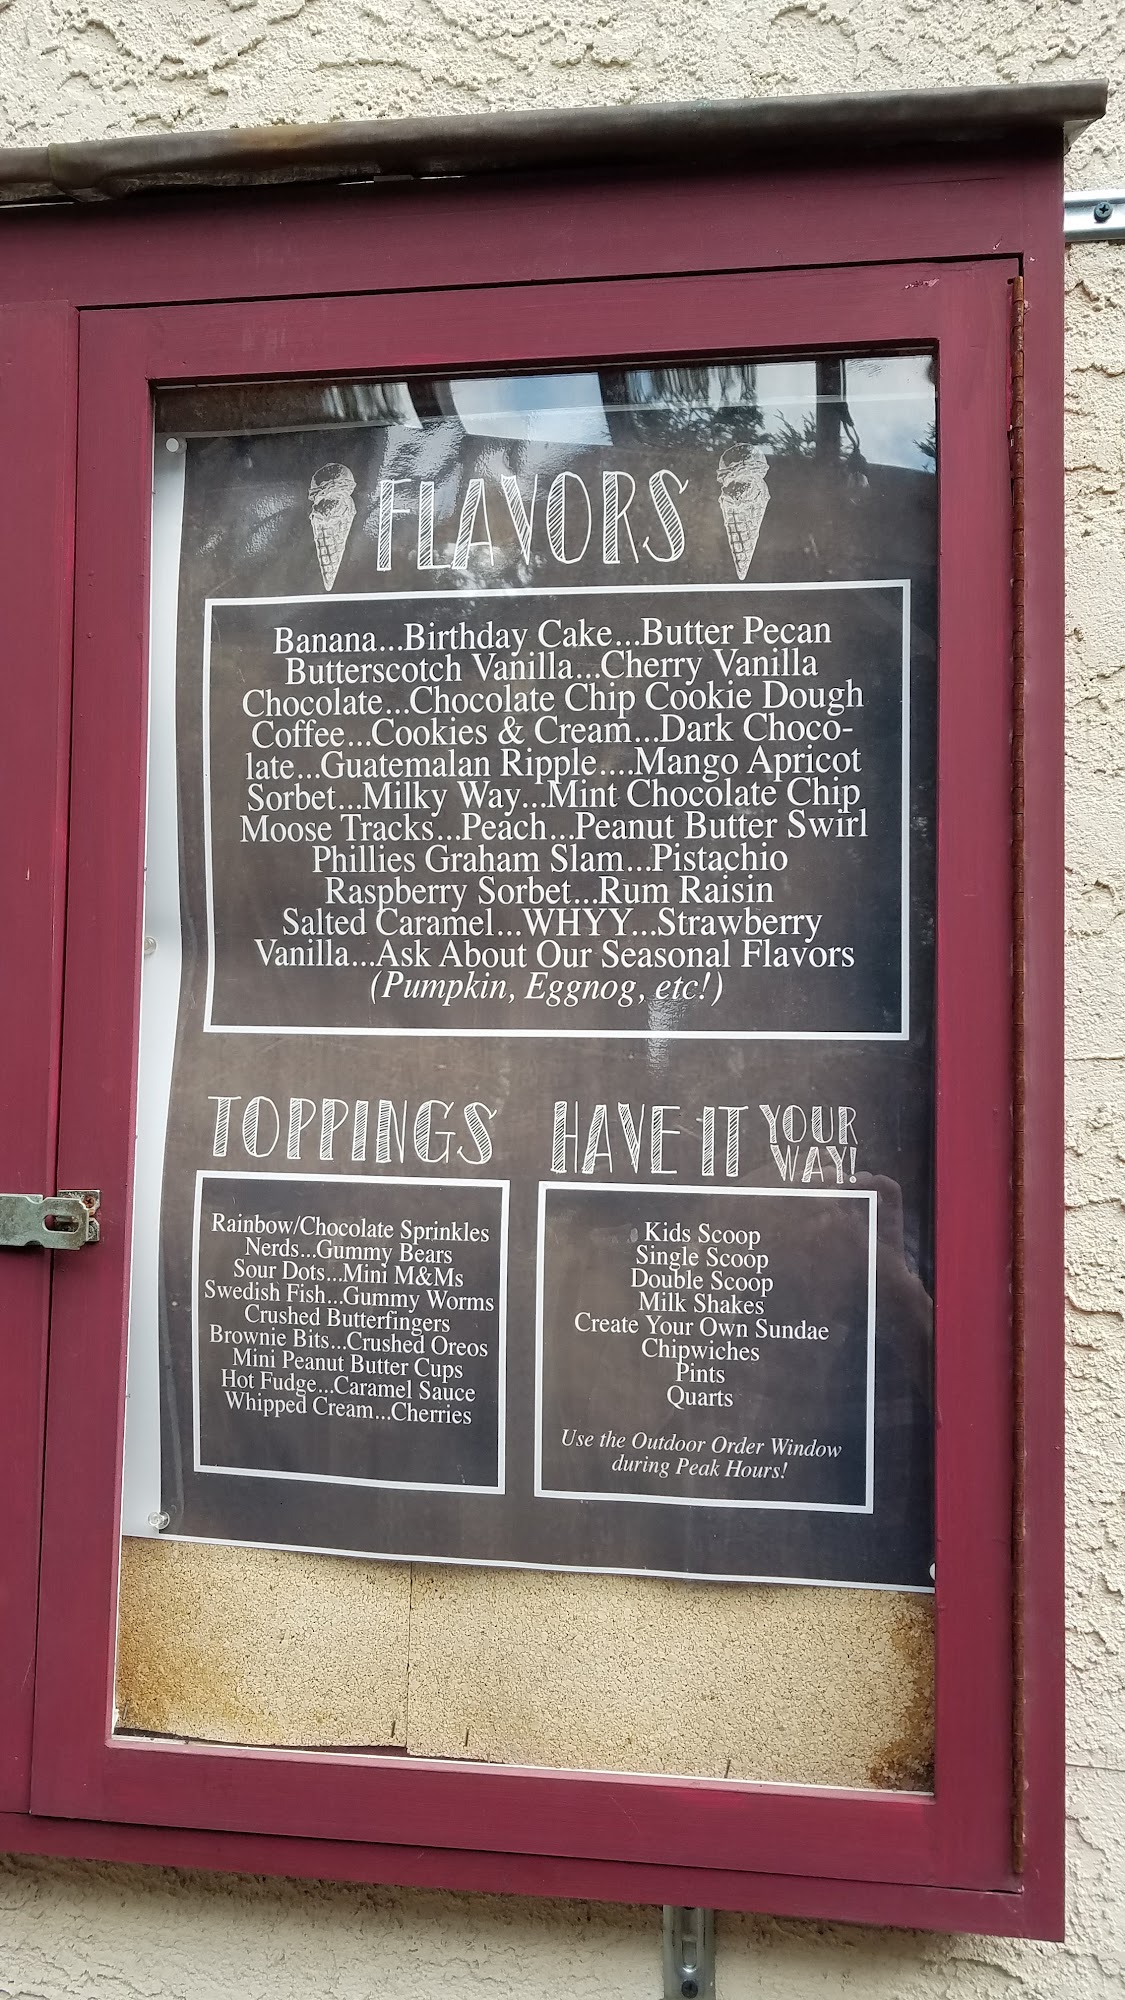 FLAVORS
Banana...Birthday Cake...Butter Pecan
Butterscotch Vanilla...Cherry Vanilla
Chocolate...Chocolate Chip Cookie Dough
Coffee...Cookies & Cream...Dark Choco-
late...Guatemalan Ripple....Mango Apricot
Sorbet...Milky Way...Mint Chocolate Chip
Moose Tracks...Peach...Peanut Butter Swirl
Phillies Graham Slam...Pistachio
Raspberry Sorbet...Rum Raisin
Salted Caramel...WHYY...Strawberry
Vanilla...Ask About Our Seasonal Flavors
(Pumpkin, Eggnog, etc!)
TOPPINGS
Rainbow/Chocolate Sprinkles
Nerds...Gummy Bears
Sour Dots...Mini M&Ms
Swedish Fish...Gummy Worms
Crushed Butterfingers
Brownie Bits...Crushed Oreos
Mini Peanut Butter Cups
Hot Fudge...Caramel Sauce
Whipped Cream...Cherries
HAVE IT YOUR WAY!
Kids Scoop
Single Scoop
Double Scoop
Milk Shakes
Create Your Own Sundae
Chipwiches
Pints
Quarts
Use the Outdoor Order Window
during Peak Hours!